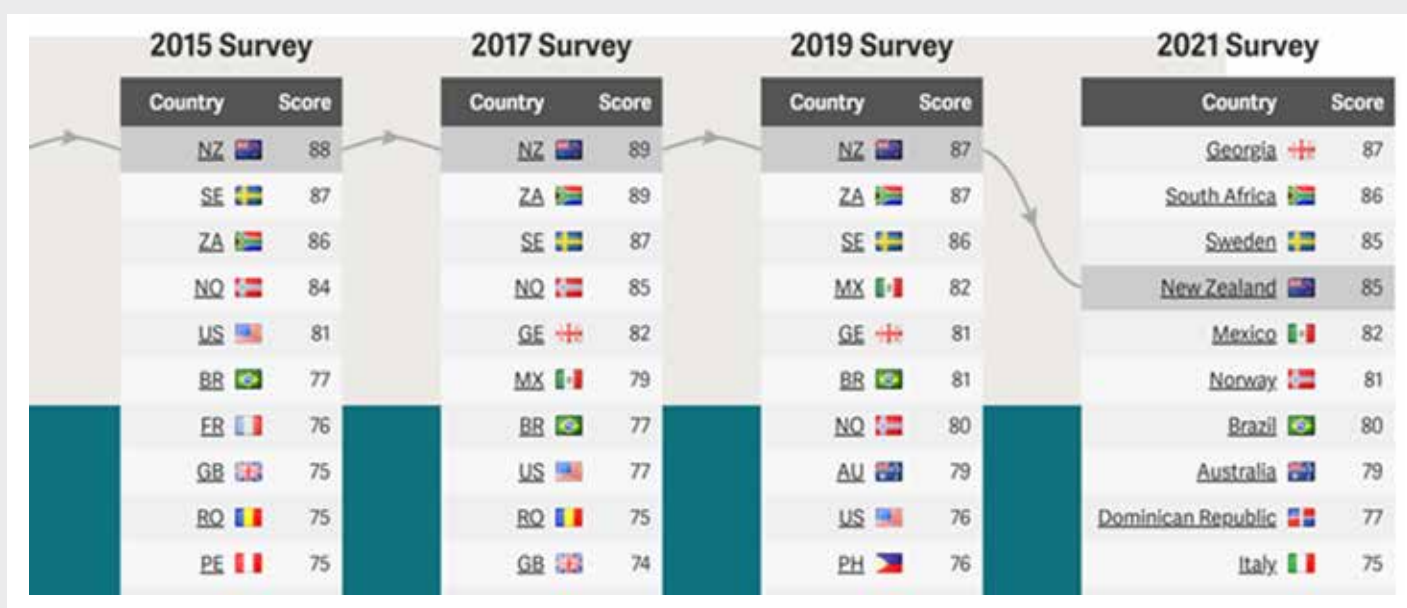 2015 Survey 2017 Survey 2019 Survey 2021 Survey
Country Score Country Score Country Score Country Score
NZ 88 NZ 89 NZ 87 Georgia 87
SE 87 ZA 89 ZA 87 South Africa 86
ZA 86 SE 87 SE 86 Sweden 85
NO 84 NO 85 MX 82 New Zealand 85
US 81 GE 82 GE 81 Mexico 82
BR 77 MX 79 BR 81 Norway 81
FR 76 BR 77 NO 80 Brazil 80
GB 75 US 77 AU 79 Australia 79
RO 75 RO 75 US 76 Dominican Republic 77
PE 75 GB 74 PH 76 Italy 75